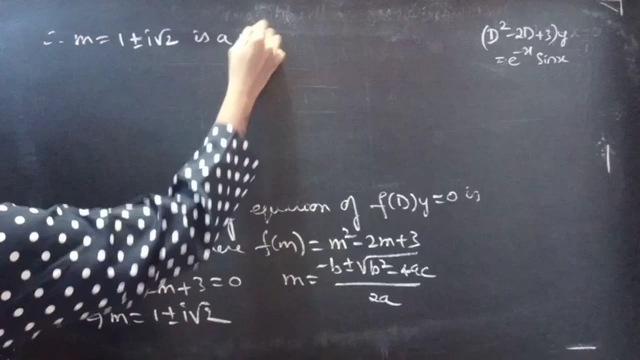 ∴ m = 1 ± i√2 is a
(D² - 2D + 3)y
= e^{-x} sin x
equation of f(D)y = 0 is
f(m) = m² - 2m + 3
m + 3 = 0 m = (-b ± √(b² - 4ac)) / 2a
→ m = 1 ± i√2